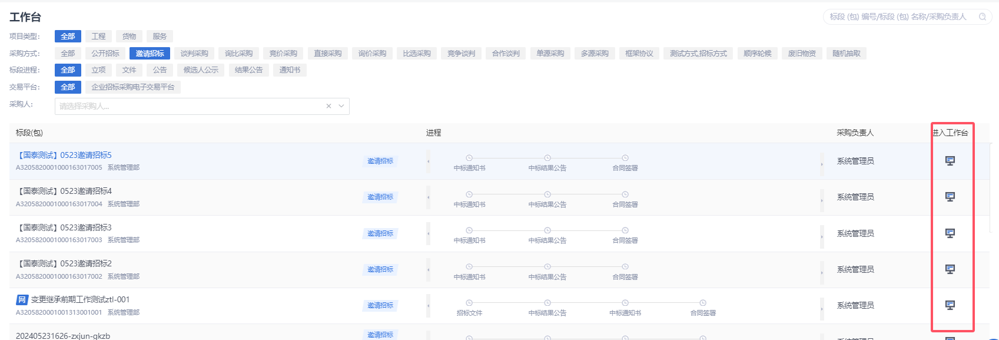 工作台
标段 (包) 编号/标段 (包) 名称/采购负责人
项目类型: 全部 工程 货物 服务
采购方式: 全部 公开招标 邀请招标 谈判采购 询比采购 竞价采购 直接采购 询价采购 比选采购 竞争谈判 合作谈判 单源采购 多源采购 框架协议 测试方式,招标方式 顺序轮候 废旧物资 随机抽取
标段进程: 全部 立项 文件 公告 候选人公示 结果公告 通知书
交易平台: 全部 企业招标采购电子交易平台
采购人: 请选择采购人...
标段(包) 进程 采购负责人 进入工作台
【国泰测试】0523邀请招标5
A3205820001000163017005 系统管理部
邀请招标
中标通知书 中标结果公告 合同签署
系统管理员
【国泰测试】0523邀请招标4
A3205820001000163017004 系统管理部
邀请招标
中标通知书 中标结果公告 合同签署
系统管理员
【国泰测试】0523邀请招标3
A3205820001000163017003 系统管理部
邀请招标
中标通知书 中标结果公告 合同签署
系统管理员
【国泰测试】0523邀请招标2
A3205820001000163017002 系统管理部
邀请招标
中标通知书 中标结果公告 合同签署
系统管理员
网 变更继承前期工作测试ztl-001
A3205820001001313001001 系统管理部
邀请招标
招标文件 中标结果公告 中标通知书 合同签署
系统管理员
202405231626-zxjun-gkzb
邀请招标
系统管理员